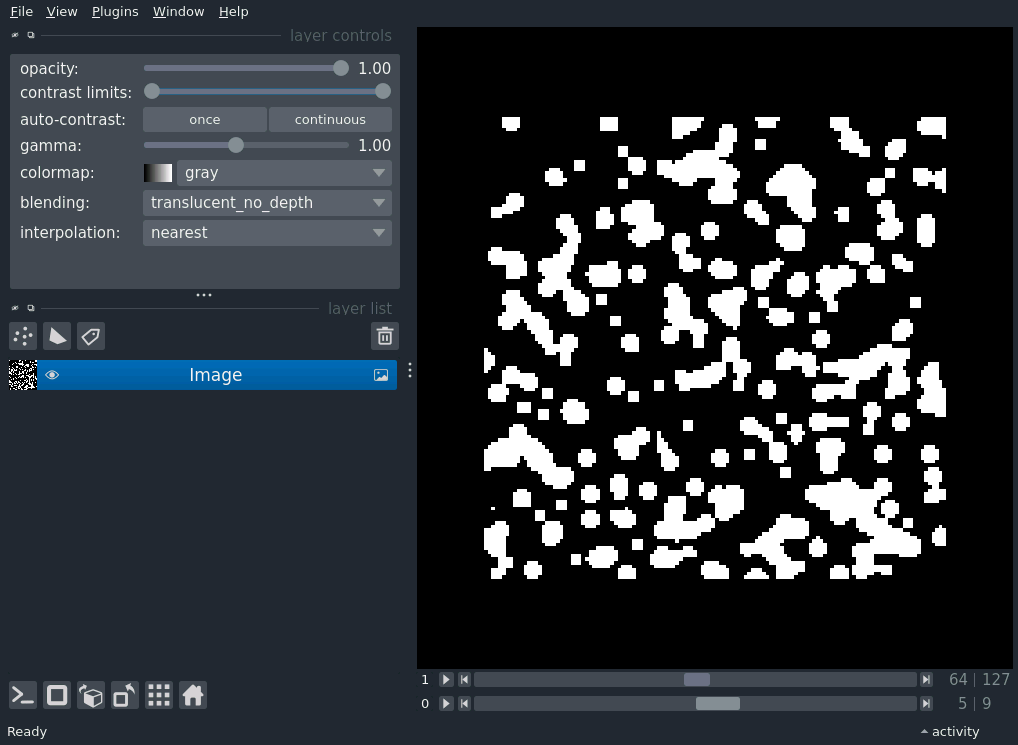 File View Plugins Window Help
layer controls
opacity: 1.00
contrast limits:
auto-contrast: once continuous
gamma: 1.00
colormap: gray
blending: translucent_no_depth
interpolation: nearest
layer list
Image
1 64 | 127
0 5 | 9
Ready activity